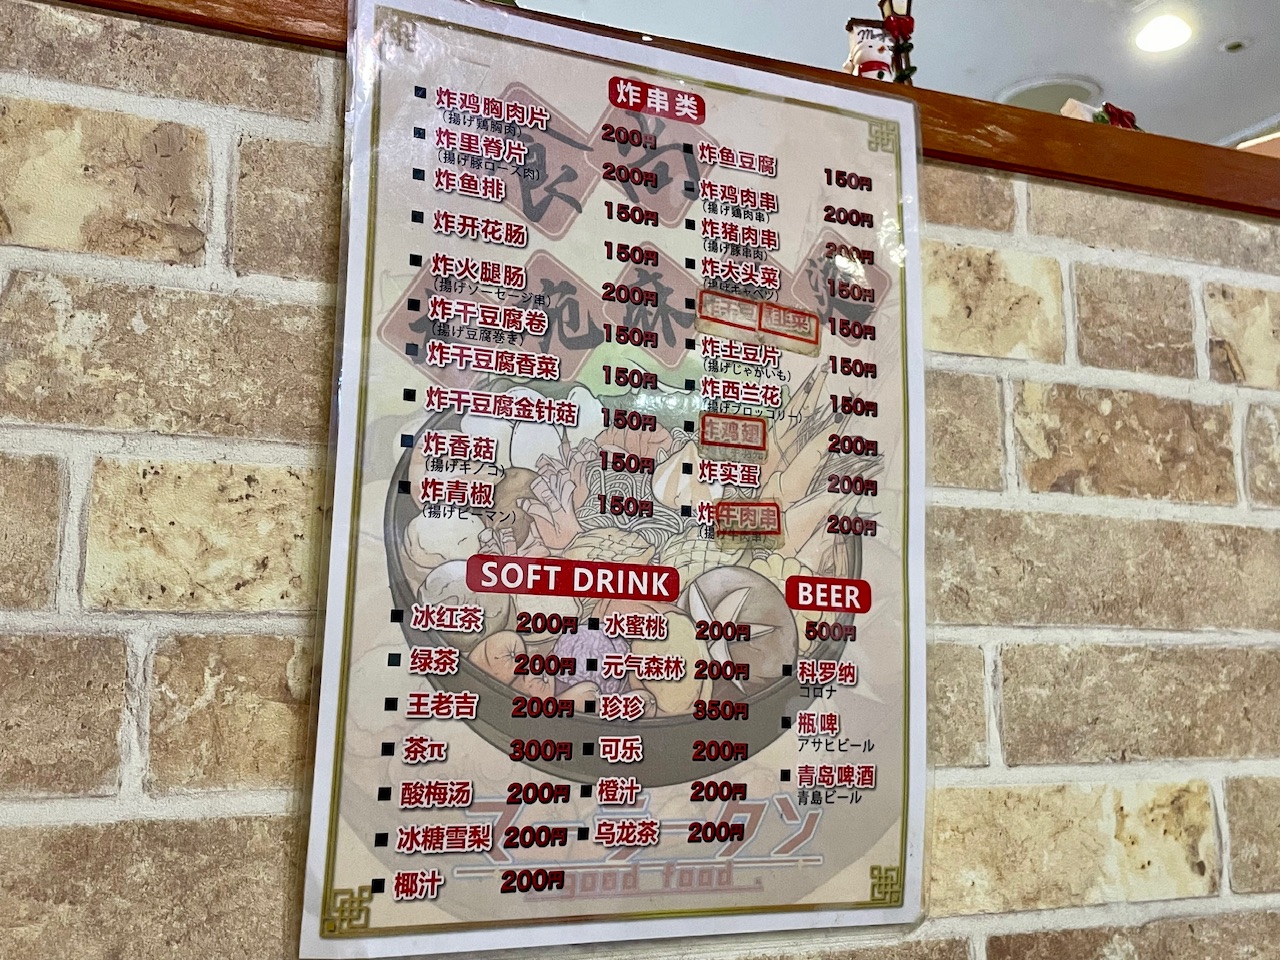 炸串类
炸鸡胸肉片 200円
(揚げ鶏胸肉)
炸里脊片 200円
(揚げ豚ロース肉)
炸鱼排 150円
炸开花肠 150円
炸火腿肠 200円
(揚げソーセージ串)
炸干豆腐卷 150円
(揚げ豆腐巻き)
炸干豆腐香菜 150円
炸干豆腐金针菇 150円
炸香菇 150円
(揚げキノコ)
炸青椒 150円
(揚げピーマン)
炸鱼豆腐 150円
炸鸡肉串 200円
(揚げ鶏肉串)
炸猪肉串 200円
(揚げ豚串肉)
炸大头菜 150円
(揚げキャベツ)
150円
炸土豆片 150円
(揚げじゃがいも)
炸西兰花 150円
(揚げブロッコリー)
炸鸡翅 200円
炸实蛋 200円
炸牛肉串 200円
SOFT DRINK
冰红茶 200円
绿茶 200円
王老吉 200円
茶π 300円
酸梅汤 200円
冰糖雪梨 200円
椰汁 200円
水蜜桃 200円
元气森林 200円
珍珍 350円
可乐 200円
橙汁 200円
乌龙茶 200円
BEER
500円
科罗纳
コロナ
瓶啤
アサヒビール
青岛啤酒
青島ビール
good food